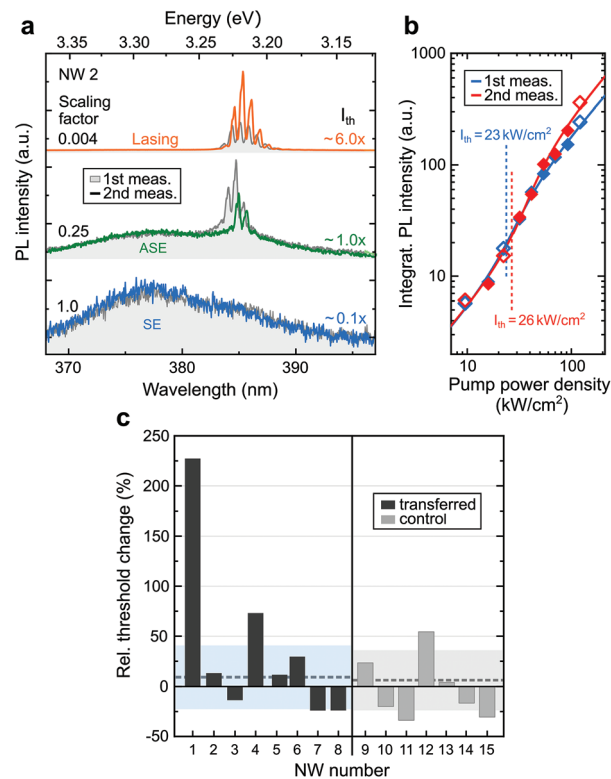 a
Energy (eV)
3.35 3.30 3.25 3.20 3.15
NW 2
Scaling
factor
0.004
Lasing
I_th
~6.0x
1st meas.
2nd meas.
0.25
ASE
~1.0x
1.0
SE
~0.1x
PL intensity (a.u.)
370 380 390
Wavelength (nm)
b
1000
100
10
Integrat. PL intensity (a.u.)
1st meas.
2nd meas.
I_th = 23 kW/cm²
I_th = 26 kW/cm²
10 100
Pump power density
(kW/cm²)
c
250
200
150
100
50
0
-50
Rel. threshold change (%)
transferred
control
1 2 3 4 5 6 7 8 9 10 11 12 13 14 15
NW number